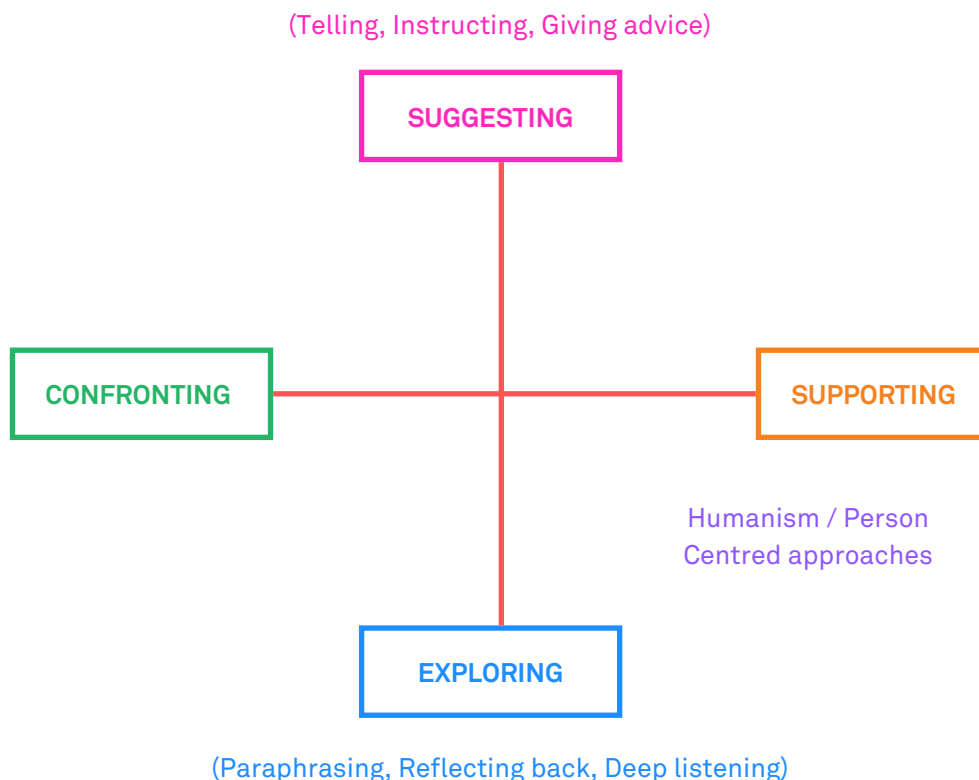 (Telling, Instructing, Giving advice)
SUGGESTING
CONFRONTING
SUPPORTING
Humanism / Person
Centred approaches
EXPLORING
(Paraphrasing, Reflecting back, Deep listening)